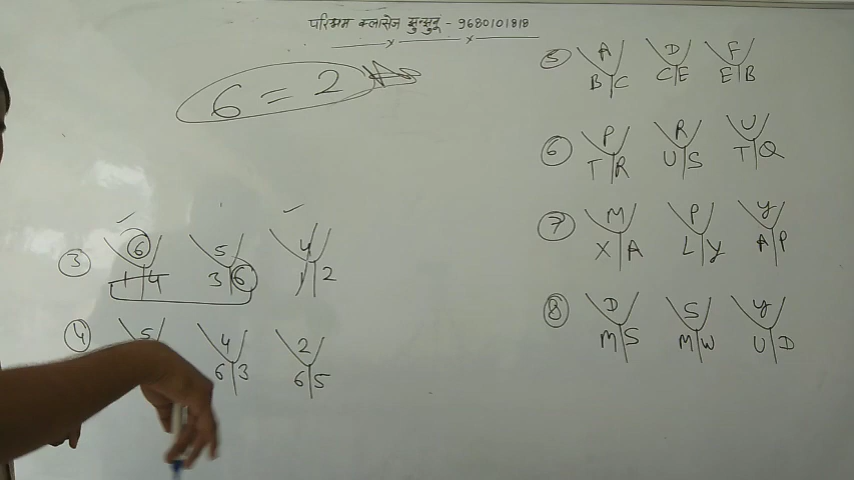 परिश्रम क्लासेज झुन्झुनूं - 9680101818
6 = 2
③ 6 5 4
1 4 3 6 1 2
④ 5 4 2
6 3 6 5
⑤ A D F
B C C E E B
⑥ P R U
T R U S T Q
⑦ M P Y
X A L Y A P
⑧ D S Y
M S M W U D